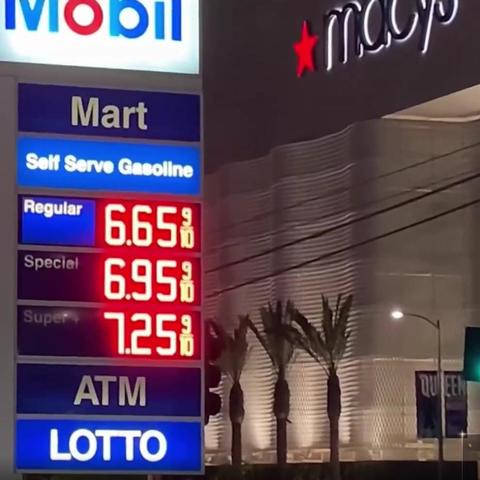 Mobil
macys
Mart
Self Serve Gasoline
Regular 6.65 9/10
Special 6.95 9/10
Super+ 7.25 9/10
ATM
LOTTO